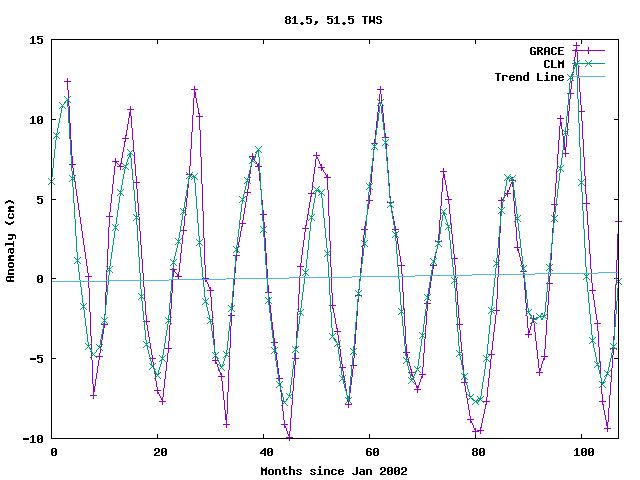 81.5, 51.5 TWS
GRACE
CLM
Trend Line
Anomaly (cm)
15
10
5
0
-5
-10
0 20 40 60 80 100
Months since Jan 2002